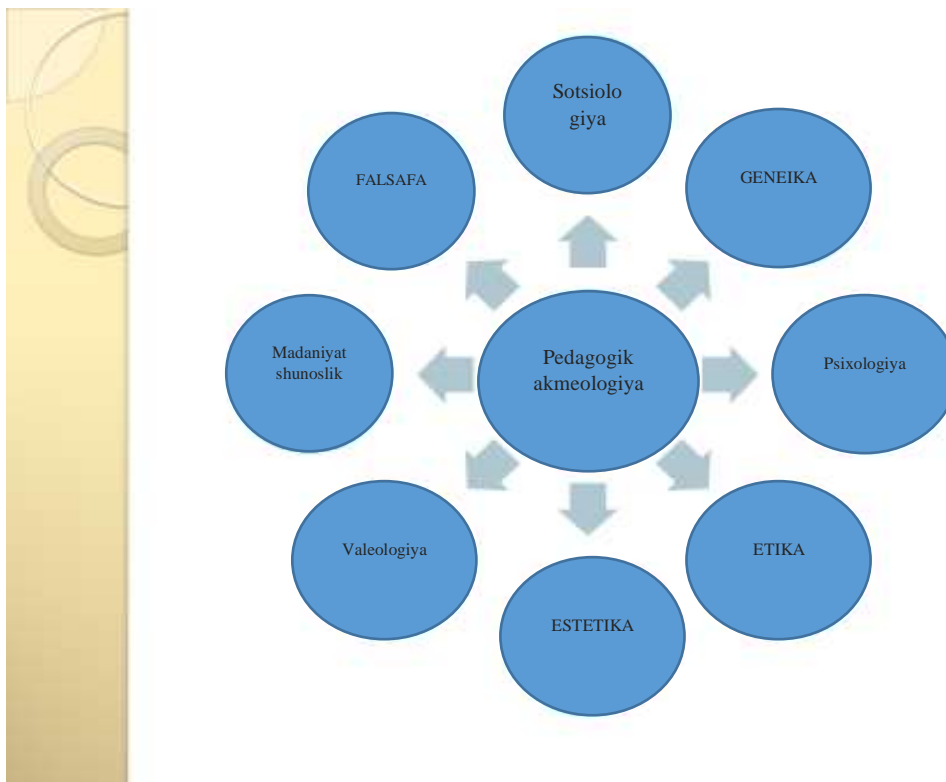 Sotsiolo
giya
FALSAFA
GENEIKA
Madaniyat
shunoslik
Pedagogik
akmeologiya
Psixologiya
Valeologiya
ETIKA
ESTETIKA